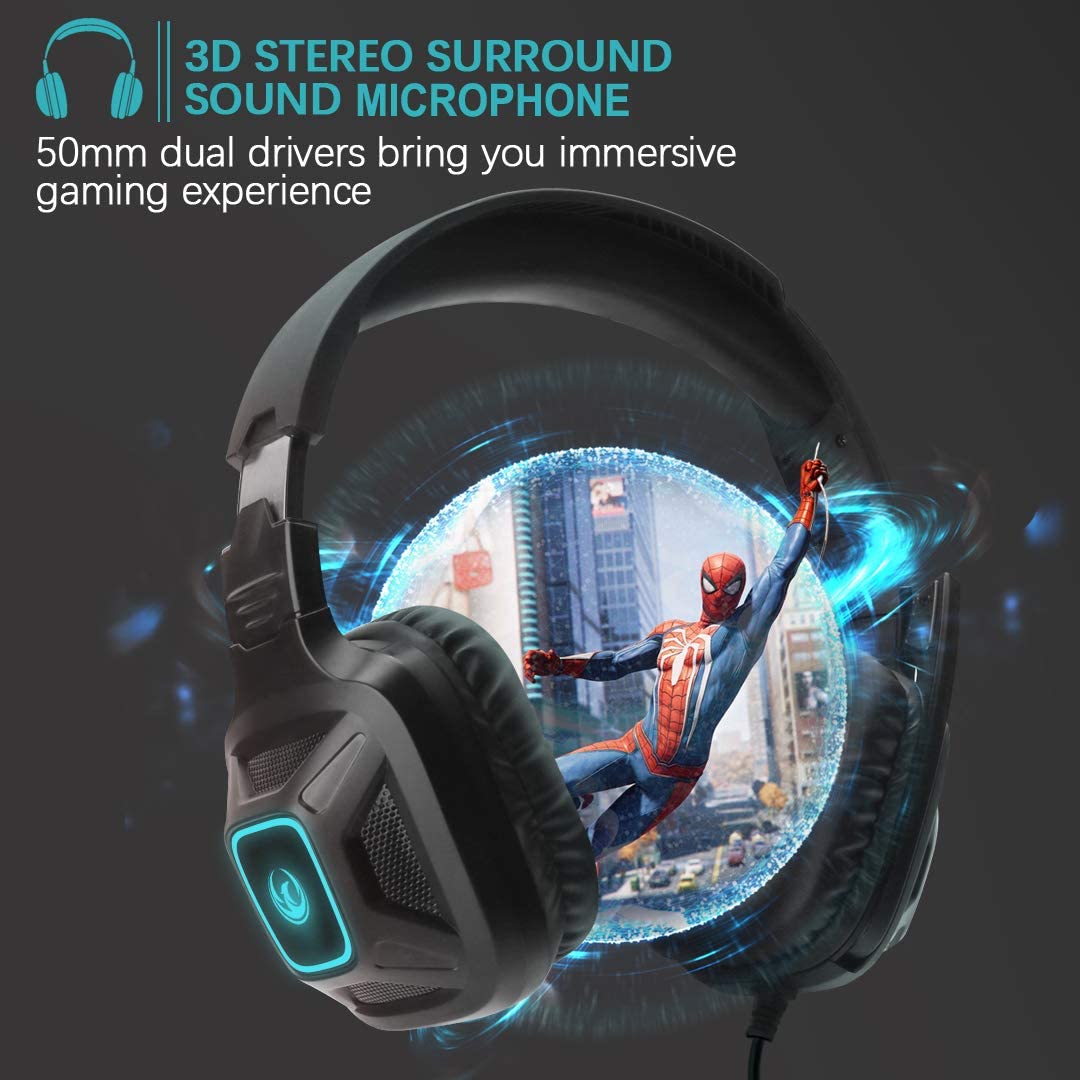 3D STEREO SURROUND
SOUND MICROPHONE
50mm dual drivers bring you immersive
gaming experience